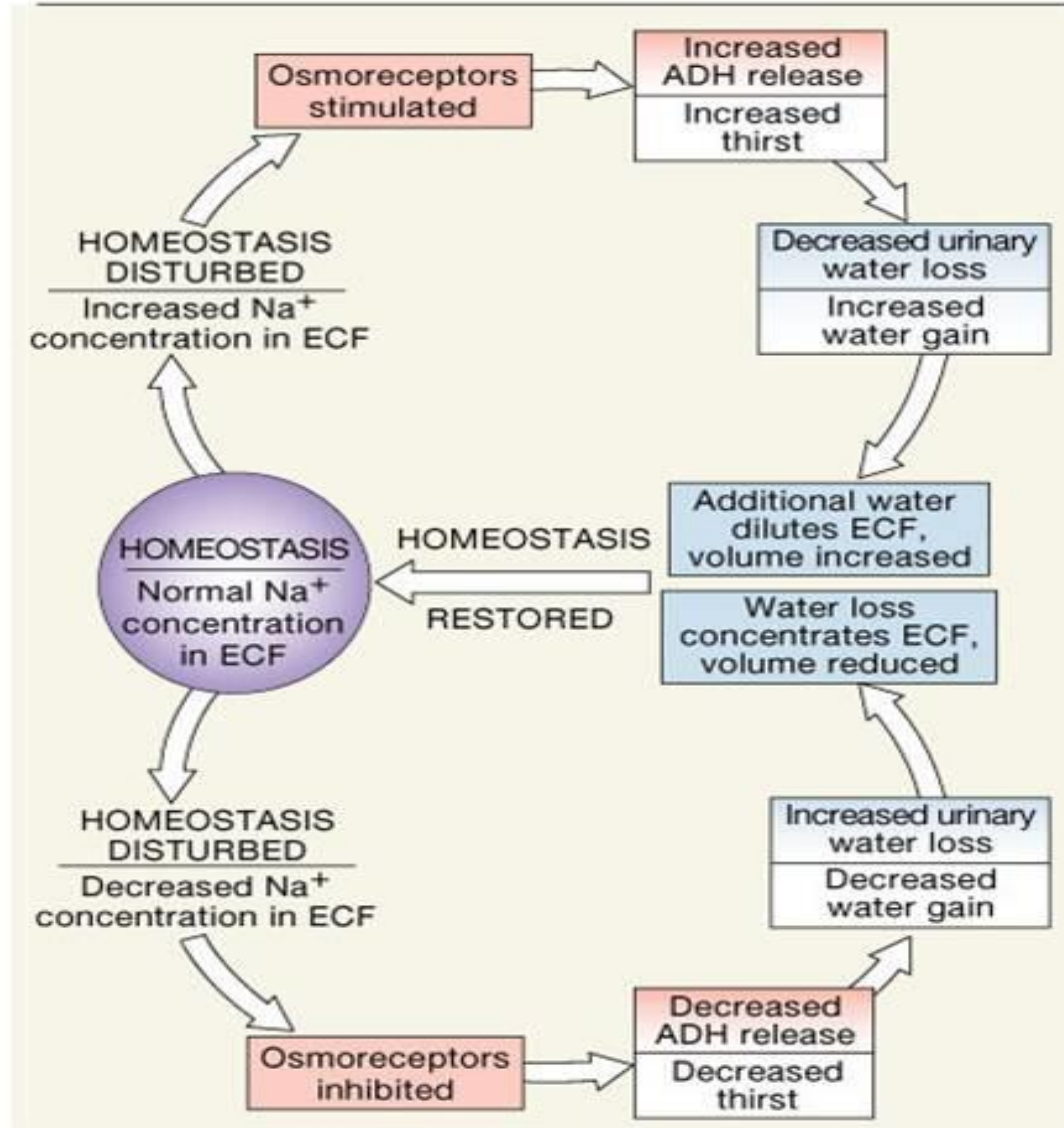 Osmoreceptors
stimulated
Increased
ADH release
Increased
thirst
HOMEOSTASIS
DISTURBED
Increased Na⁺
concentration in ECF
Decreased urinary
water loss
Increased
water gain
Additional water
dilutes ECF,
volume increased
HOMEOSTASIS
Normal Na⁺
concentration
in ECF
HOMEOSTASIS
RESTORED
Water loss
concentrates ECF,
volume reduced
HOMEOSTASIS
DISTURBED
Decreased Na⁺
concentration in ECF
Increased urinary
water loss
Decreased
water gain
Osmoreceptors
inhibited
Decreased
ADH release
Decreased
thirst